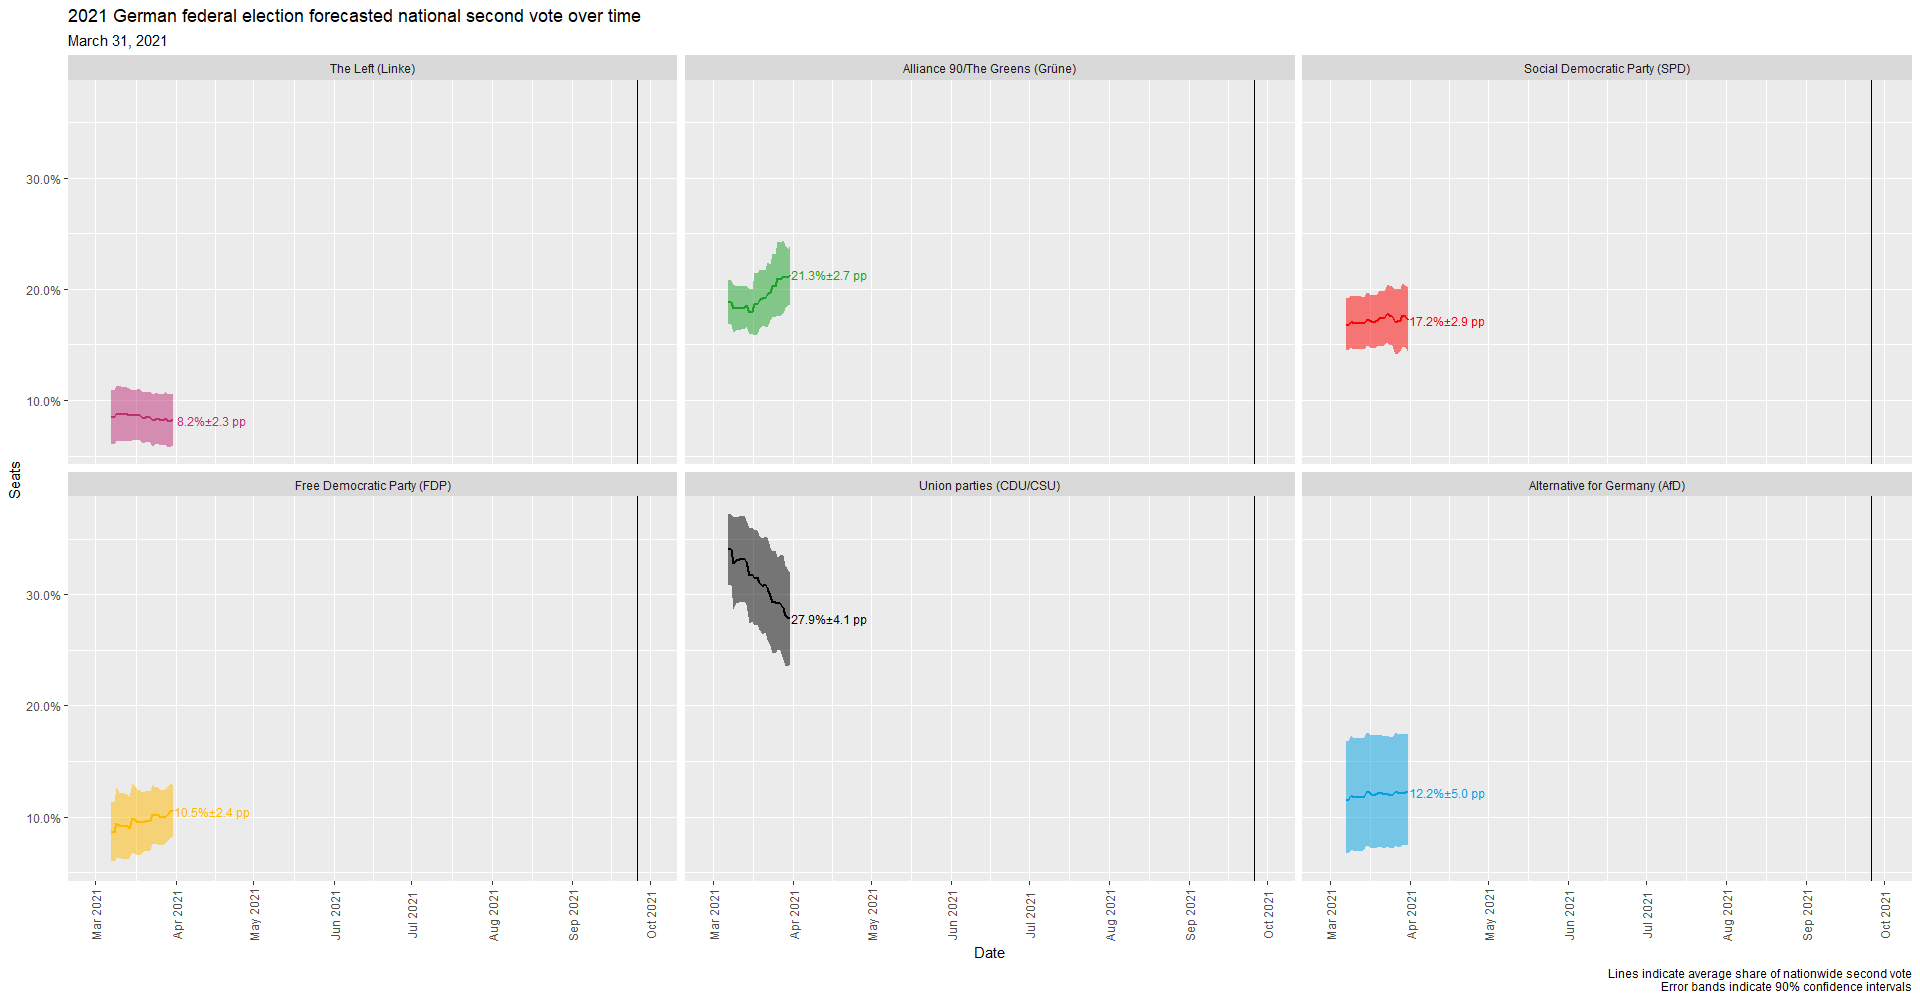 2021 German federal election forecasted national second vote over time
March 31, 2021
The Left (Linke)
Alliance 90/The Greens (Grüne)
Social Democratic Party (SPD)
30.0%
20.0%
10.0%
8.2%±2.3 pp
21.3%±2.7 pp
17.2%±2.9 pp
Seats
Free Democratic Party (FDP)
Union parties (CDU/CSU)
Alternative for Germany (AfD)
30.0%
20.0%
10.0%
10.5%±2.4 pp
27.9%±4.1 pp
12.2%±5.0 pp
Mar 2021
Apr 2021
May 2021
Jun 2021
Jul 2021
Aug 2021
Sep 2021
Oct 2021
Mar 2021
Apr 2021
May 2021
Jun 2021
Jul 2021
Aug 2021
Sep 2021
Oct 2021
Mar 2021
Apr 2021
May 2021
Jun 2021
Jul 2021
Aug 2021
Sep 2021
Oct 2021
Date
Lines indicate average share of nationwide second vote
Error bands indicate 90% confidence intervals